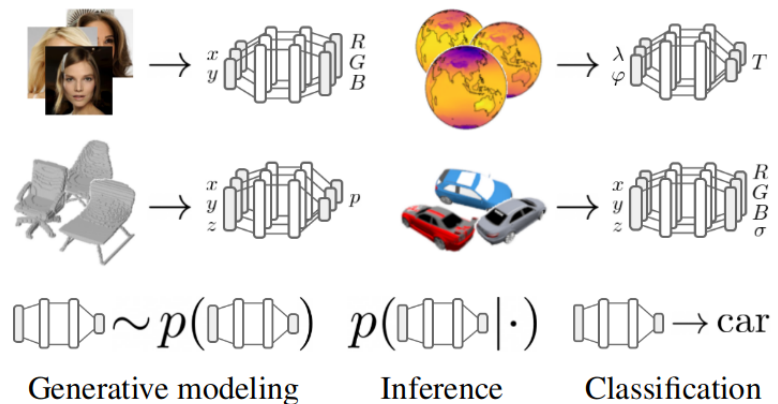 x y → R G B
λ φ → T
x y z → p
x y z → R G B σ
∼ p( )
p( |·)
→ car
Generative modeling
Inference
Classification